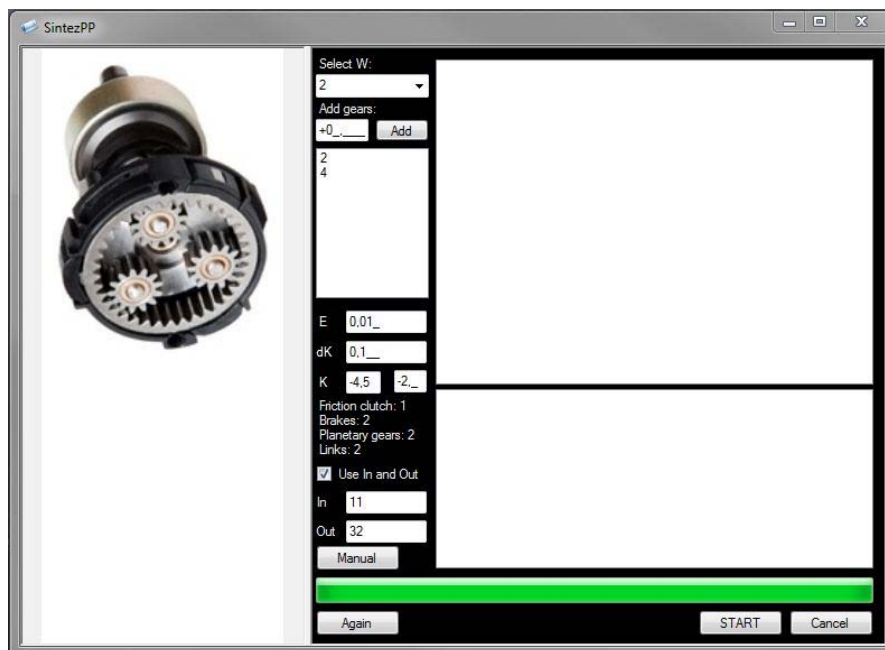 SintezPP
Select W:
2
Add gears:
+0_,___ Add
2
4
E 0,01_
dK 0,1__
K -4,5 -2,_
Friction clutch: 1
Brakes: 2
Planetary gears: 2
Links: 2
Use In and Out
In 11
Out 32
Manual
Again START Cancel